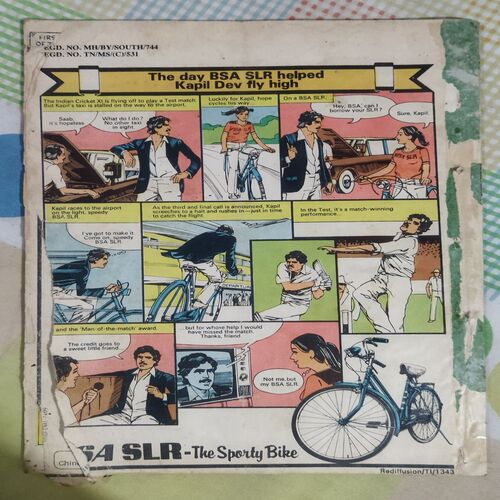 EGD. NO. MH/BY/SOUTH/744
EGD. NO. TN/MS/(C)/531
The day BSA SLR helped
Kapil Dev fly high
The Indian Cricket XI is flying off to play a Test match.
But Kapil's taxi is stalled on the way to the airport.
Saab,
it's hopeless.
What do I do?
No other taxi
in sight.
Luckily for Kapil, hope
cycles his way...
On a BSA SLR.
Hey, BSA, can I
borrow your SLR?
Sure, Kapil.
BSA SLR
Kapil races to the airport
on the light, speedy
BSA SLR.
I've got to make it.
Come on, speedy
BSA SLR.
As the third and final call is announced, Kapil
screeches to a halt and rushes in—just in time
to catch the flight.
In the Test, it's a match-winning
performance...
and the 'Man-of-the-match' award.
The credit goes to
a sweet little friend...
...but for whose help I would
have missed the match.
Thanks, friend.
Not me, but
my BSA SLR.
SA SLR-The Sporty Bike
Rediffusion/TI/1343